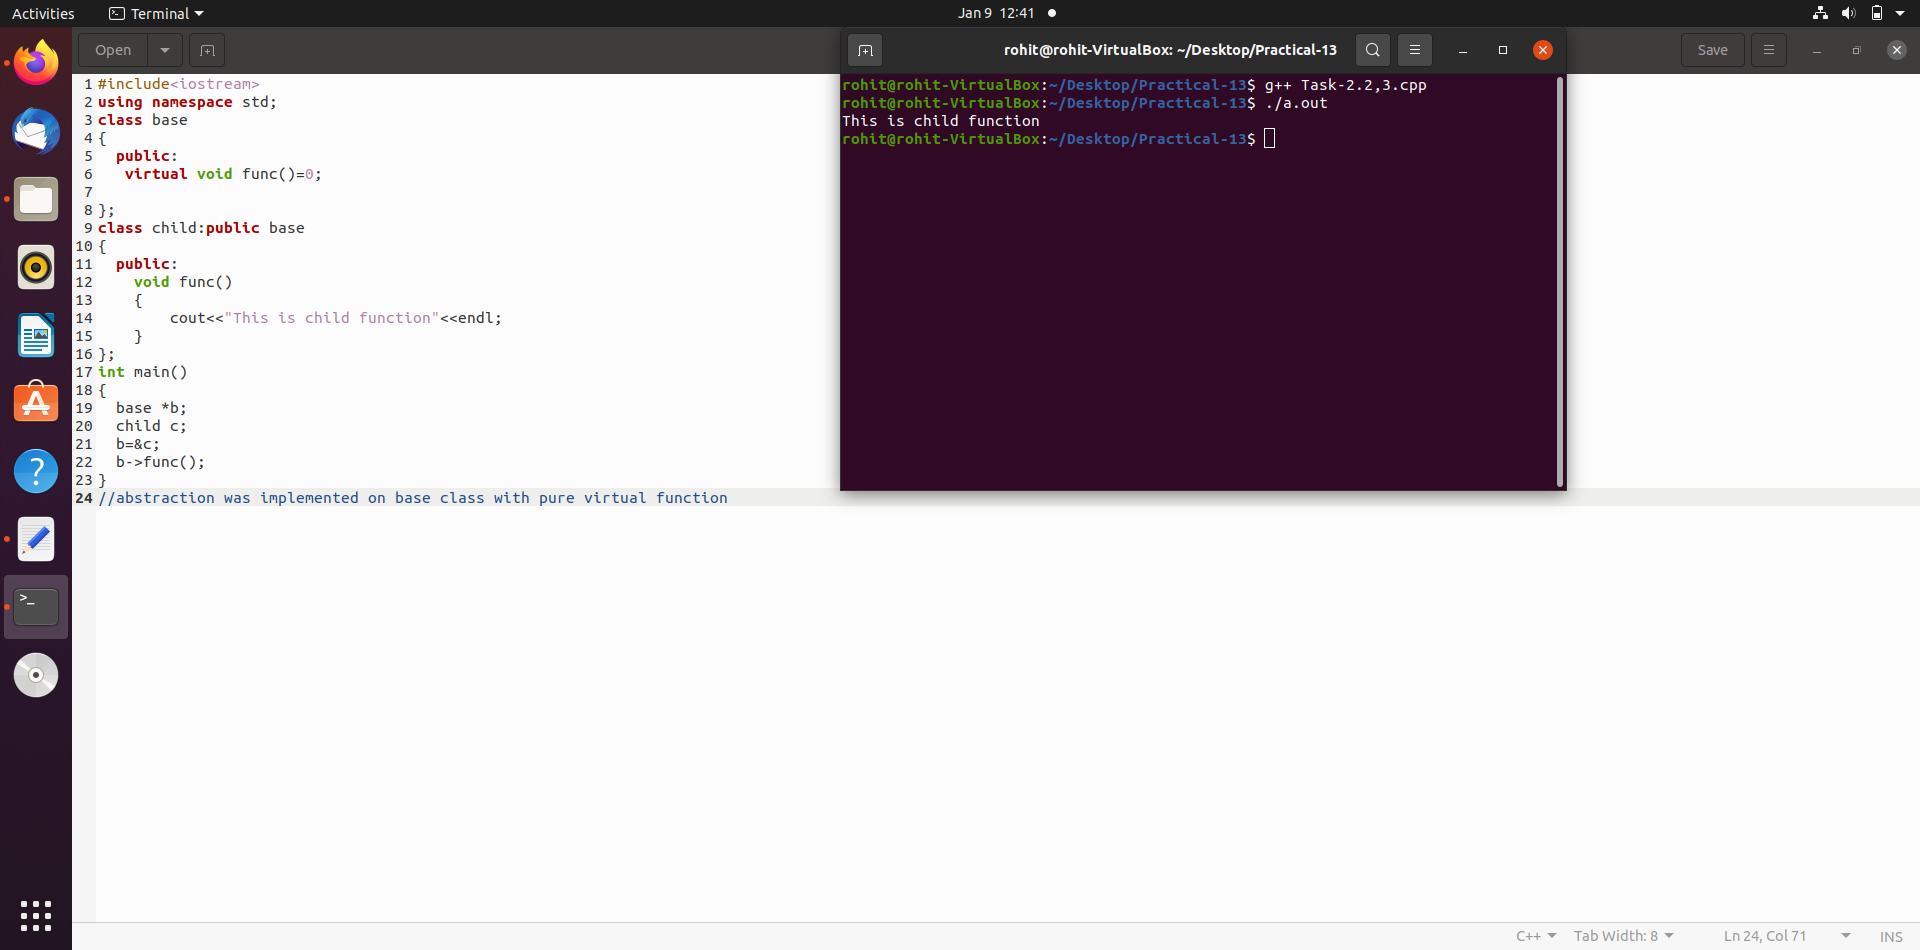 Activities
Terminal
Jan 9 12:41
Open
rohit@rohit-VirtualBox: ~/Desktop/Practical-13
Save
1 #include<iostream>
2 using namespace std;
3 class base
4 {
5   public:
6    virtual void func()=0;
7
8 };
9 class child:public base
10 {
11   public:
12     void func()
13     {
14         cout<<"This is child function"<<endl;
15     }
16 };
17 int main()
18 {
19   base *b;
20   child c;
21   b=&c;
22   b->func();
23 }
24 //abstraction was implemented on base class with pure virtual function
rohit@rohit-VirtualBox:~/Desktop/Practical-13$ g++ Task-2.2,3.cpp
rohit@rohit-VirtualBox:~/Desktop/Practical-13$ ./a.out
This is child function
rohit@rohit-VirtualBox:~/Desktop/Practical-13$
C++
Tab Width: 8
Ln 24, Col 71
INS